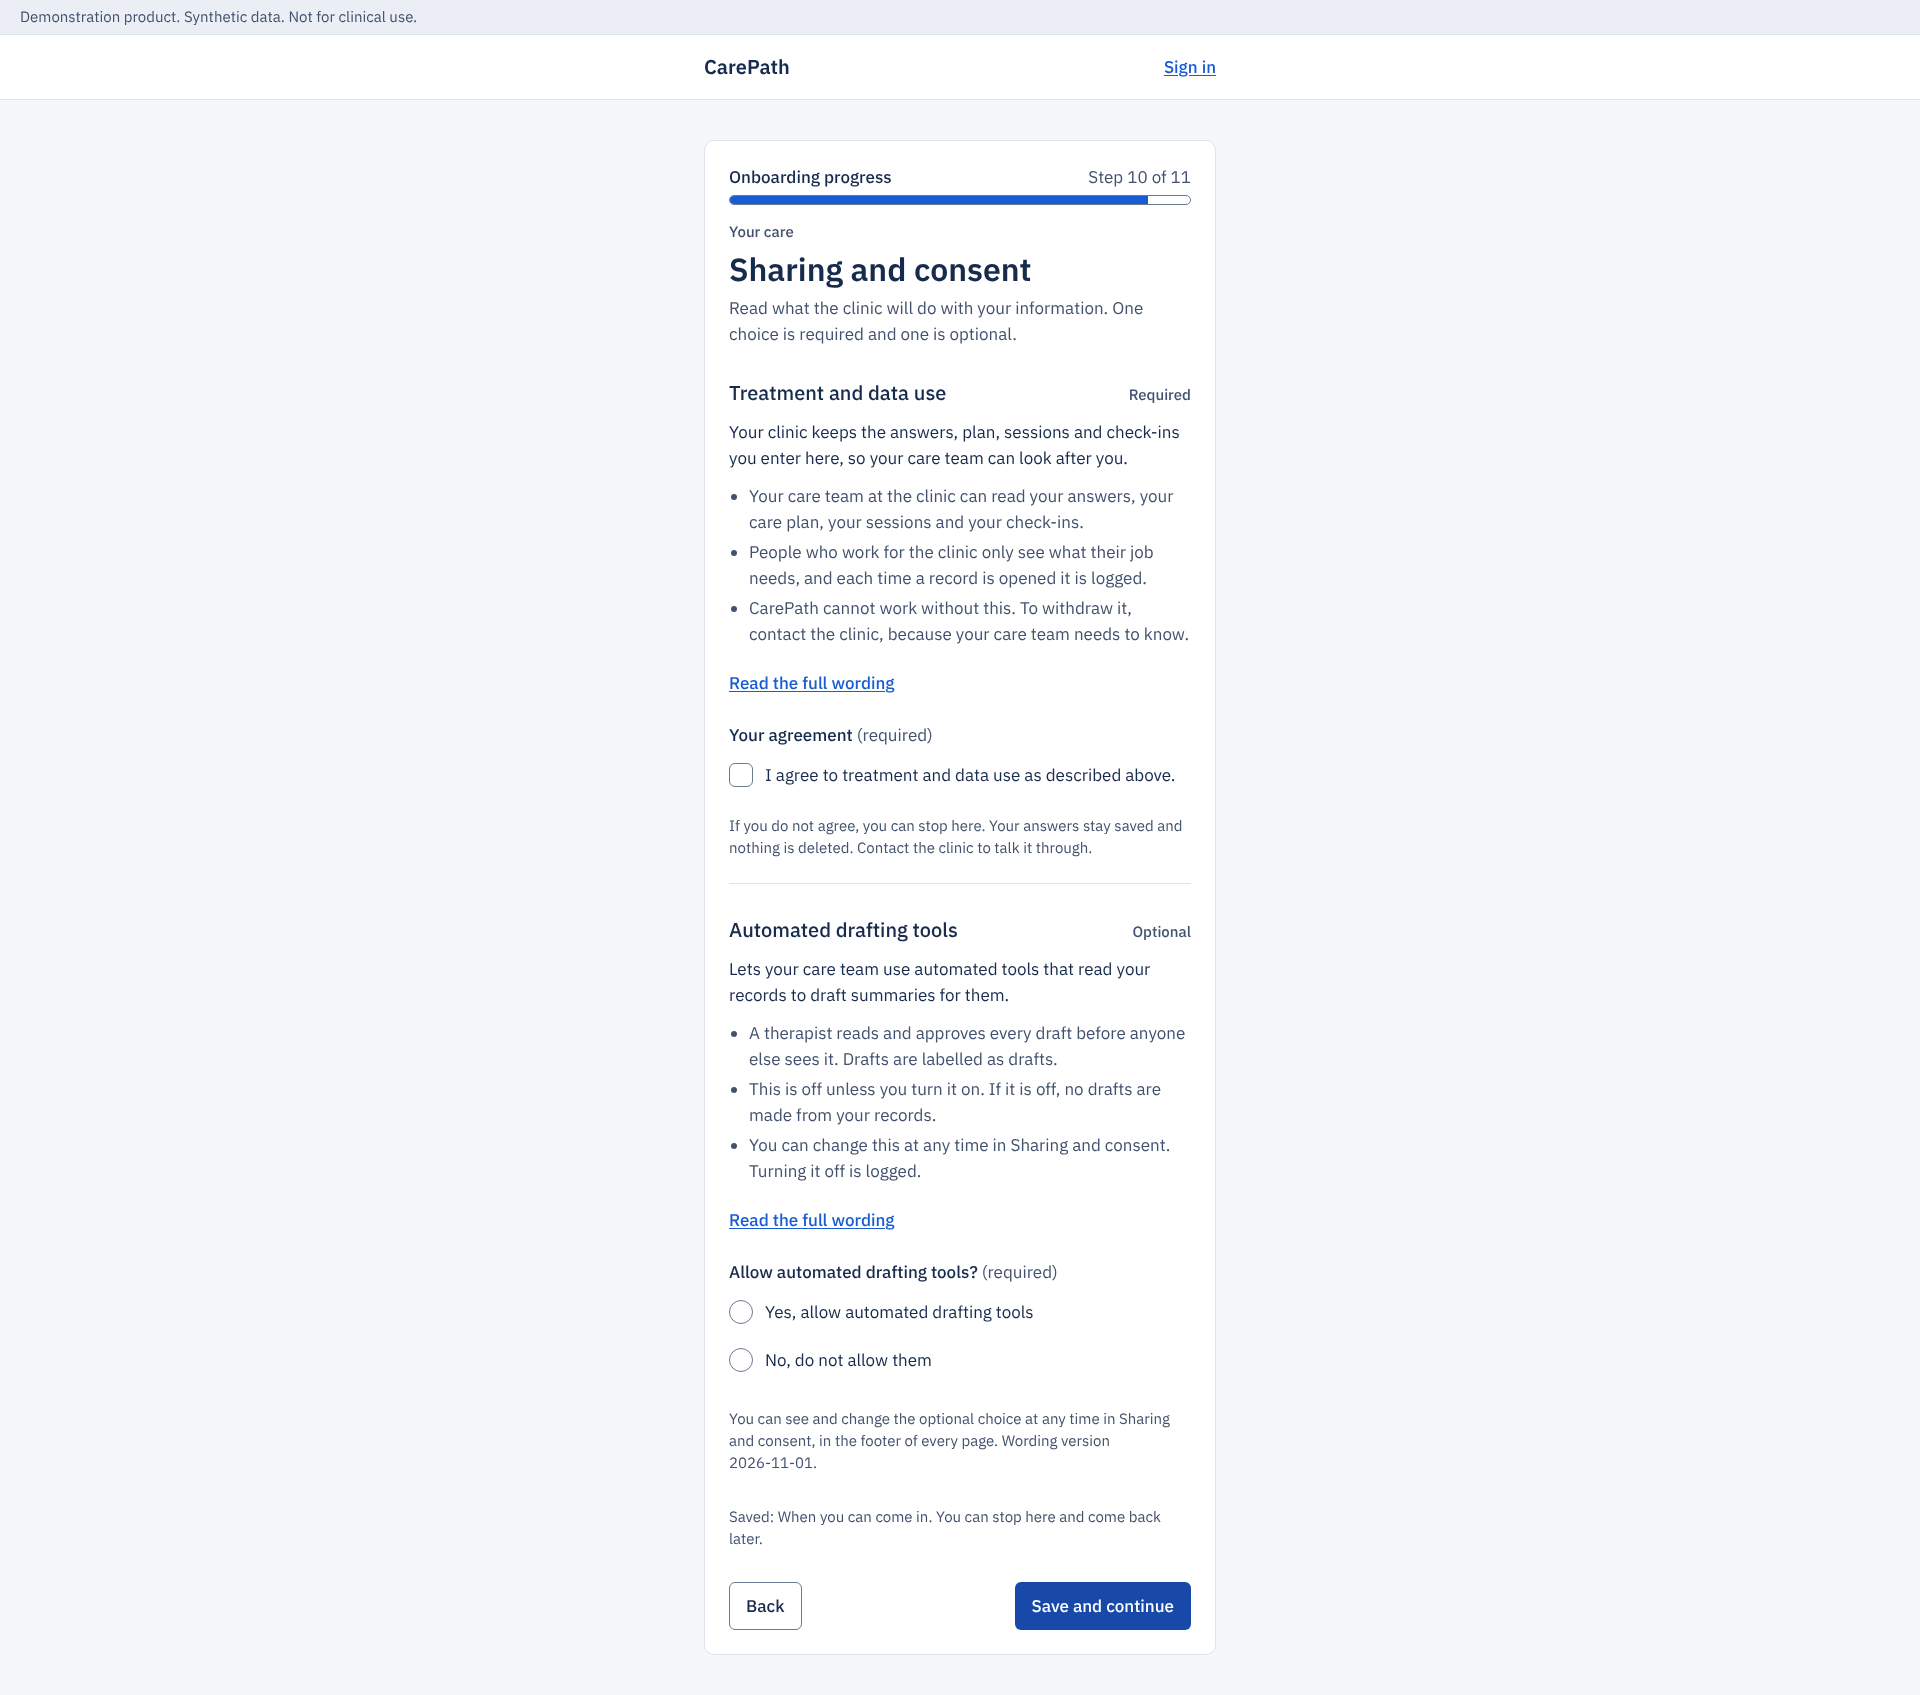 Demonstration product. Synthetic data. Not for clinical use.
CarePath
Sign in
Onboarding progress
Step 10 of 11
Your care
Sharing and consent
Read what the clinic will do with your information. One
choice is required and one is optional.
Treatment and data use
Required
Your clinic keeps the answers, plan, sessions and check-ins
you enter here, so your care team can look after you.
• Your care team at the clinic can read your answers, your
care plan, your sessions and your check-ins.
• People who work for the clinic only see what their job
needs, and each time a record is opened it is logged.
• CarePath cannot work without this. To withdraw it,
contact the clinic, because your care team needs to know.
Read the full wording
Your agreement (required)
I agree to treatment and data use as described above.
If you do not agree, you can stop here. Your answers stay saved and
nothing is deleted. Contact the clinic to talk it through.
Automated drafting tools
Optional
Lets your care team use automated tools that read your
records to draft summaries for them.
• A therapist reads and approves every draft before anyone
else sees it. Drafts are labelled as drafts.
• This is off unless you turn it on. If it is off, no drafts are
made from your records.
• You can change this at any time in Sharing and consent.
Turning it off is logged.
Read the full wording
Allow automated drafting tools? (required)
Yes, allow automated drafting tools
No, do not allow them
You can see and change the optional choice at any time in Sharing
and consent, in the footer of every page. Wording version
2026-11-01.
Saved: When you can come in. You can stop here and come back
later.
Back
Save and continue